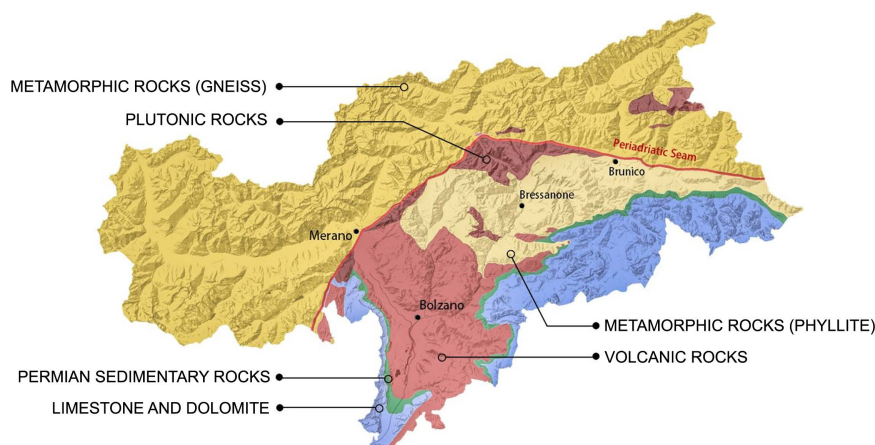 METAMORPHIC ROCKS (GNEISS)
PLUTONIC ROCKS
Periadriatic Seam
Brunico
Bressanone
Merano
Bolzano
METAMORPHIC ROCKS (PHYLLITE)
VOLCANIC ROCKS
PERMIAN SEDIMENTARY ROCKS
LIMESTONE AND DOLOMITE